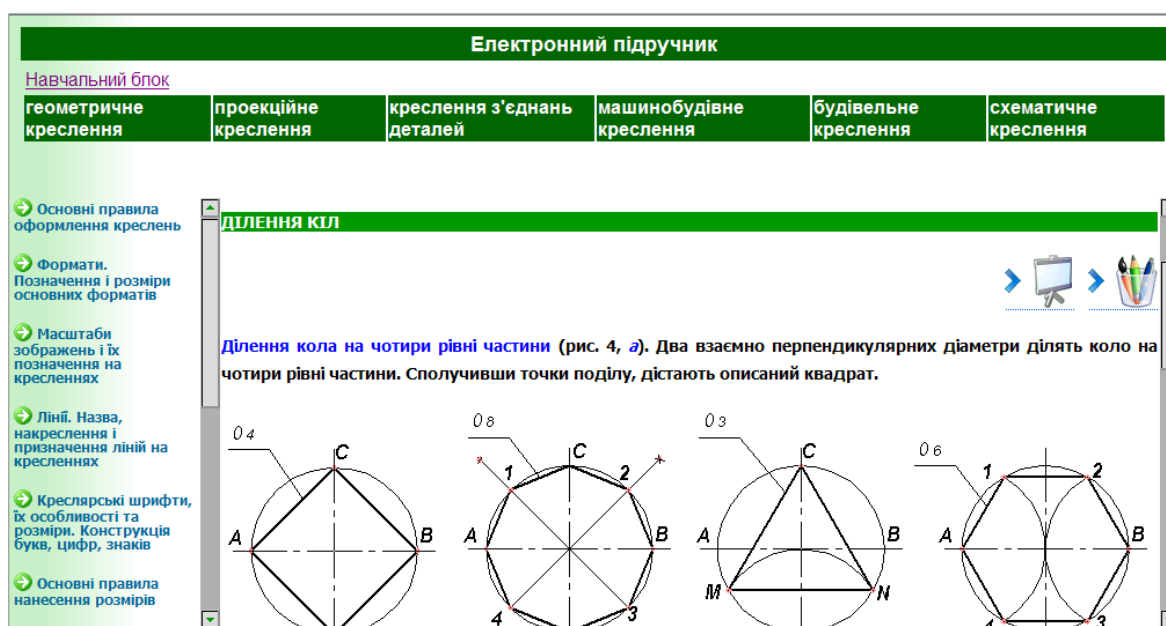 Електронний підручник
Навчальний блок
геометричне креслення
проекційне креслення
креслення з'єднань деталей
машинобудівне креслення
будівельне креслення
схематичне креслення
Основні правила
оформлення креслень
Формати.
Позначення і розміри
основних форматів
Масштаби
зображень і їх
позначення на
кресленнях
Лінії. Назва,
накреслення і
призначення ліній на
кресленнях
Креслярські шрифти,
їх особливості та
розміри. Конструкція
букв, цифр, знаків
Основні правила
нанесення розмірів
ДІЛЕННЯ КІЛ
Ділення кола на чотири рівні частини (рис. 4, а). Два взаємно перпендикулярних діаметри ділять коло на
чотири рівні частини. Сполучивши точки поділу, дістають описаний квадрат.
О 4
C
A
B
О 8
1
C
2
A
B
4
3
О 3
C
A
B
M
N
О 6
1
2
A
B
4
3